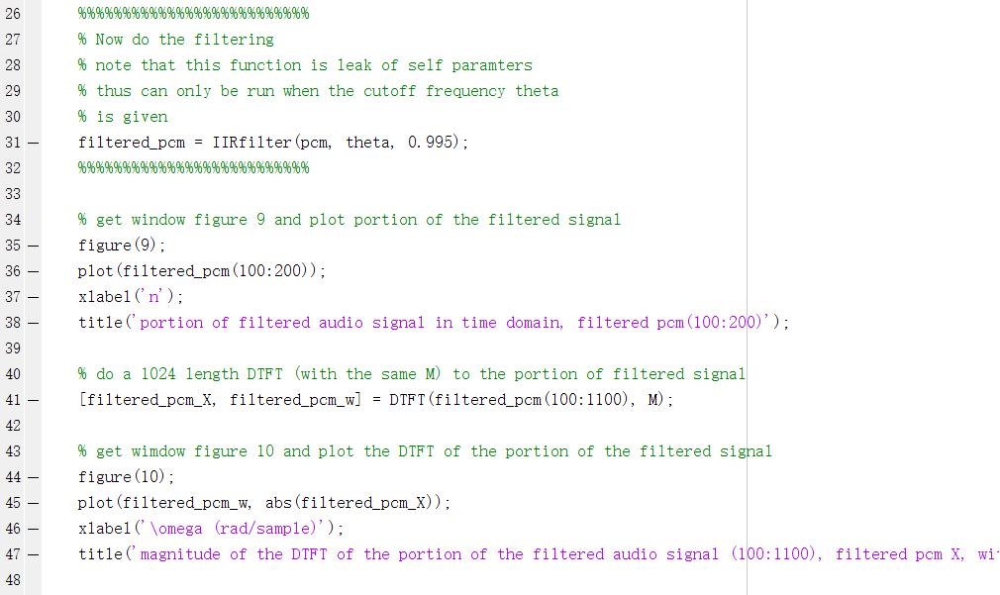 26 %%%%%%%%%%%%%%%%%%%%%%%%%%
27 % Now do the filtering
28 % note that this function is leak of self paramters
29 % thus can only be run when the cutoff frequency theta
30 % is given
31 — filtered_pcm = IIRfilter(pcm, theta, 0.995);
32 %%%%%%%%%%%%%%%%%%%%%%%%%%
33
34 % get window figure 9 and plot portion of the filtered signal
35 — figure(9);
36 — plot(filtered_pcm(100:200));
37 — xlabel('n');
38 — title('portion of filtered audio signal in time domain, filtered pcm(100:200)');
39
40 % do a 1024 length DTFT (with the same M) to the portion of filtered signal
41 — [filtered_pcm_X, filtered_pcm_w] = DTFT(filtered_pcm(100:1100), M);
42
43 % get wimdow figure 10 and plot the DTFT of the portion of the filtered signal
44 — figure(10);
45 — plot(filtered_pcm_w, abs(filtered_pcm_X));
46 — xlabel('\omega (rad/sample)');
47 — title('magnitude of the DTFT of the portion of the filtered audio signal (100:1100), filtered pcm X, wi
48